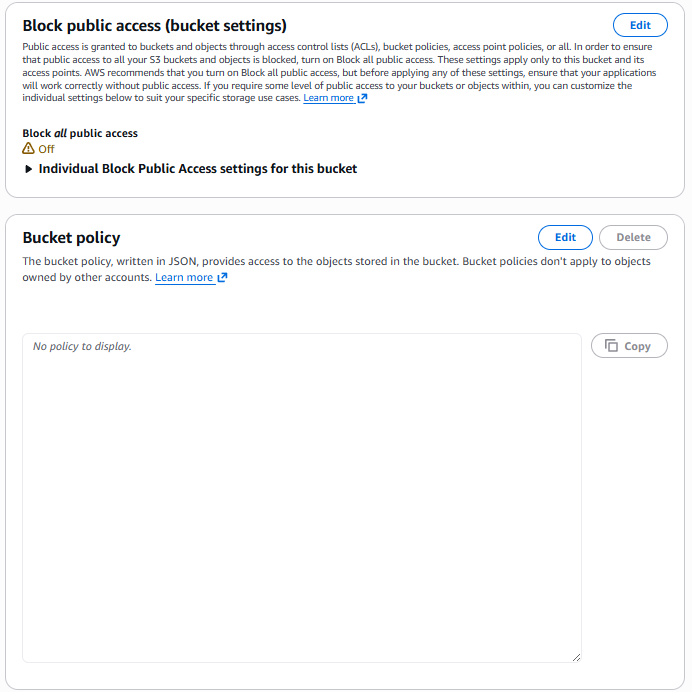 Block public access (bucket settings)
Edit
Public access is granted to buckets and objects through access control lists (ACLs), bucket policies, access point policies, or all. In order to ensure
that public access to all your S3 buckets and objects is blocked, turn on Block all public access. These settings apply only to this bucket and its
access points. AWS recommends that you turn on Block all public access, but before applying any of these settings, ensure that your applications
will work correctly without public access. If you require some level of public access to your buckets or objects within, you can customize the
individual settings below to suit your specific storage use cases. Learn more
Block all public access
Off
Individual Block Public Access settings for this bucket
Bucket policy
Edit
Delete
The bucket policy, written in JSON, provides access to the objects stored in the bucket. Bucket policies don't apply to objects
owned by other accounts. Learn more
No policy to display.
Copy